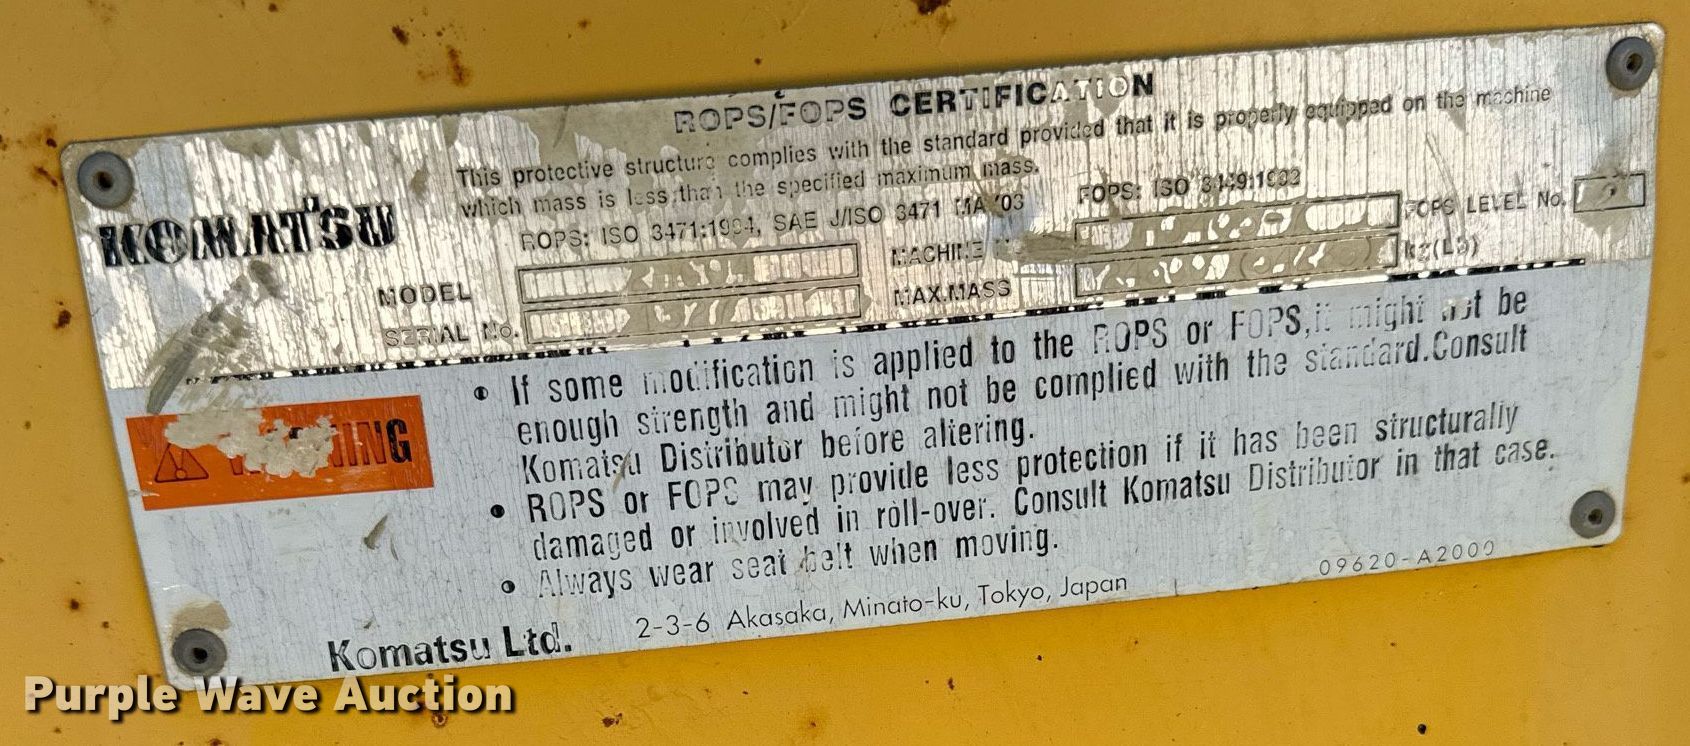 ROPS/FOPS CERTIFICATION
This protective structure complies with the standard provided that it is properly equipped on the machine
which mass is less than the specified maximum mass.
KOMATSU
ROPS: ISO 3471:1994, SAE J/ISO 3471 MA '03
FOPS: ISO 3449:1992
FOPS LEVEL No.
MODEL
MACHINE
SERIAL No.
MAX.MASS
kg(Lb)
WARNING
• If some modification is applied to the ROPS or FOPS,it might not be
enough strength and might not be complied with the standard.Consult
Komatsu Distributor before altering.
• ROPS or FOPS may provide less protection if it has been structurally
damaged or involved in roll-over. Consult Komatsu Distributor in that case.
• Always wear seat belt when moving.
Komatsu Ltd.
2-3-6 Akasaka, Minato-ku, Tokyo, Japan
09620-A2000
Purple Wave Auction